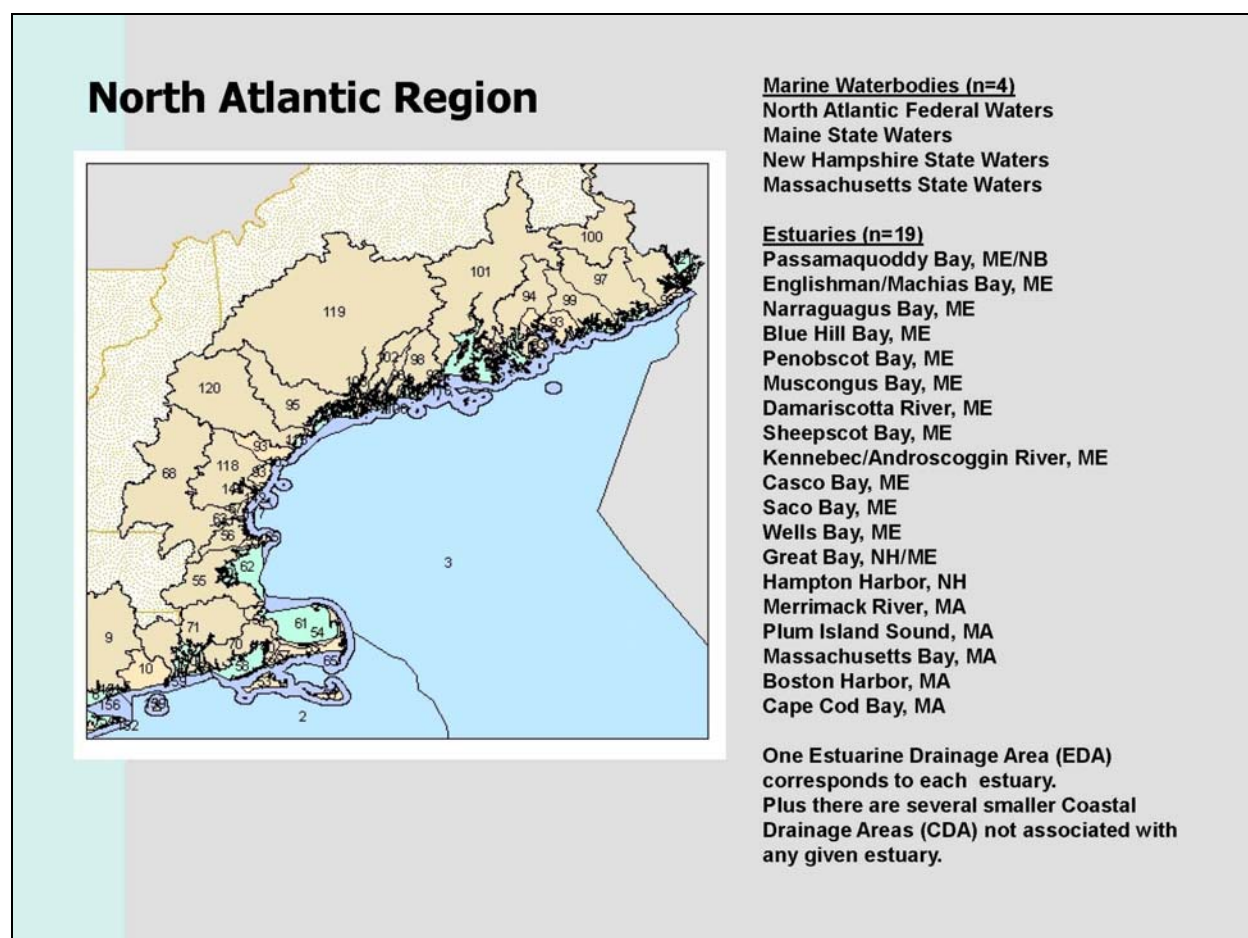 North Atlantic Region
Marine Waterbodies (n=4)
North Atlantic Federal Waters
Maine State Waters
New Hampshire State Waters
Massachusetts State Waters
Estuaries (n=19)
Passamaquoddy Bay, ME/NB
Englishman/Machias Bay, ME
Narraguagus Bay, ME
Blue Hill Bay, ME
Penobscot Bay, ME
Muscongus Bay, ME
Damariscotta River, ME
Sheepscot Bay, ME
Kennebec/Androscoggin River, ME
Casco Bay, ME
Saco Bay, ME
Wells Bay, ME
Great Bay, NH/ME
Hampton Harbor, NH
Merrimack River, MA
Plum Island Sound, MA
Massachusetts Bay, MA
Boston Harbor, MA
Cape Cod Bay, MA
One Estuarine Drainage Area (EDA)
corresponds to each estuary.
Plus there are several smaller Coastal
Drainage Areas (CDA) not associated with
any given estuary.
100
101
97
94
99
93
119
102
98
120
95
93
118
93
68
56
62
3
55
61
54
71
9
70
10
58
65
156
2